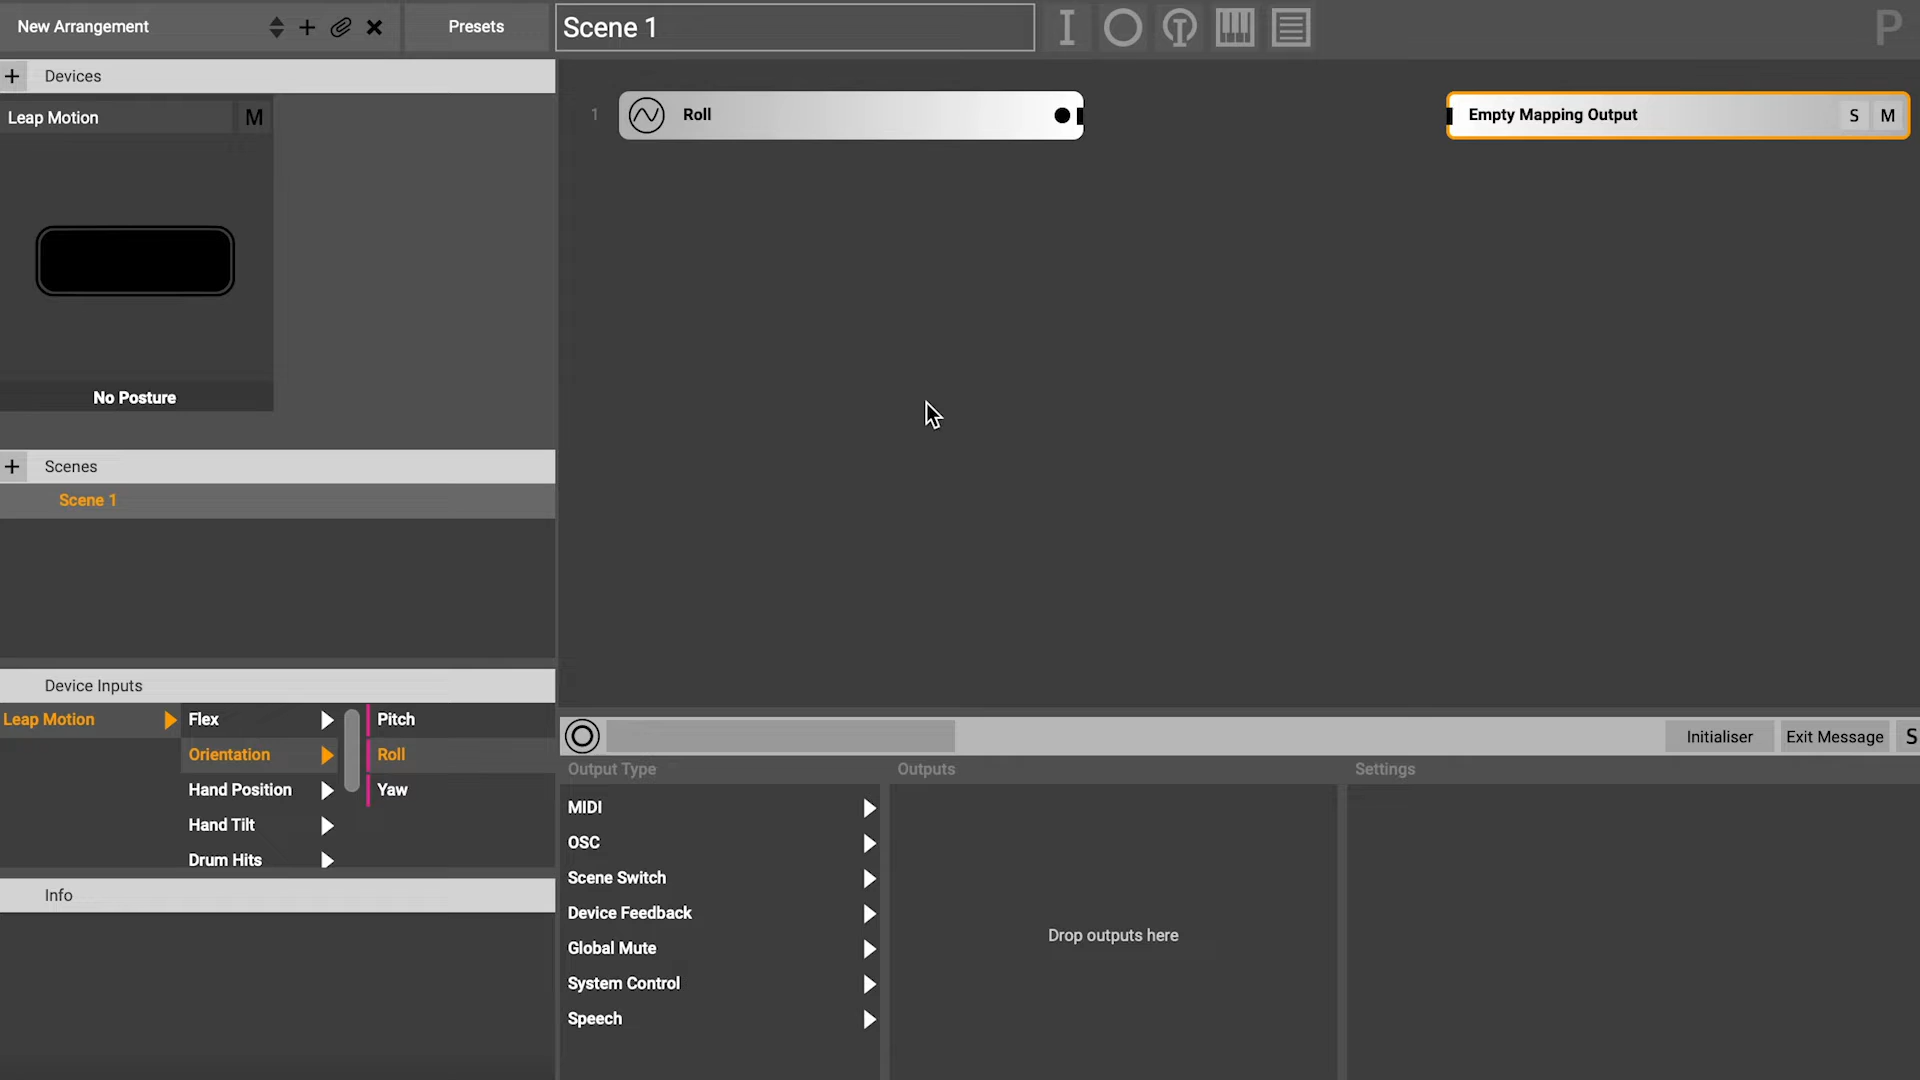 New Arrangement
Presets
Scene 1
P
Devices
Leap Motion
M
1
Roll
Empty Mapping Output
S
M
No Posture
Scenes
Scene 1
Device Inputs
Leap Motion
Flex
Pitch
Orientation
Roll
Hand Position
Yaw
Hand Tilt
Drum Hits
Info
Initialiser
Exit Message
S
Output Type
Outputs
Settings
MIDI
OSC
Scene Switch
Device Feedback
Global Mute
System Control
Speech
Drop outputs here